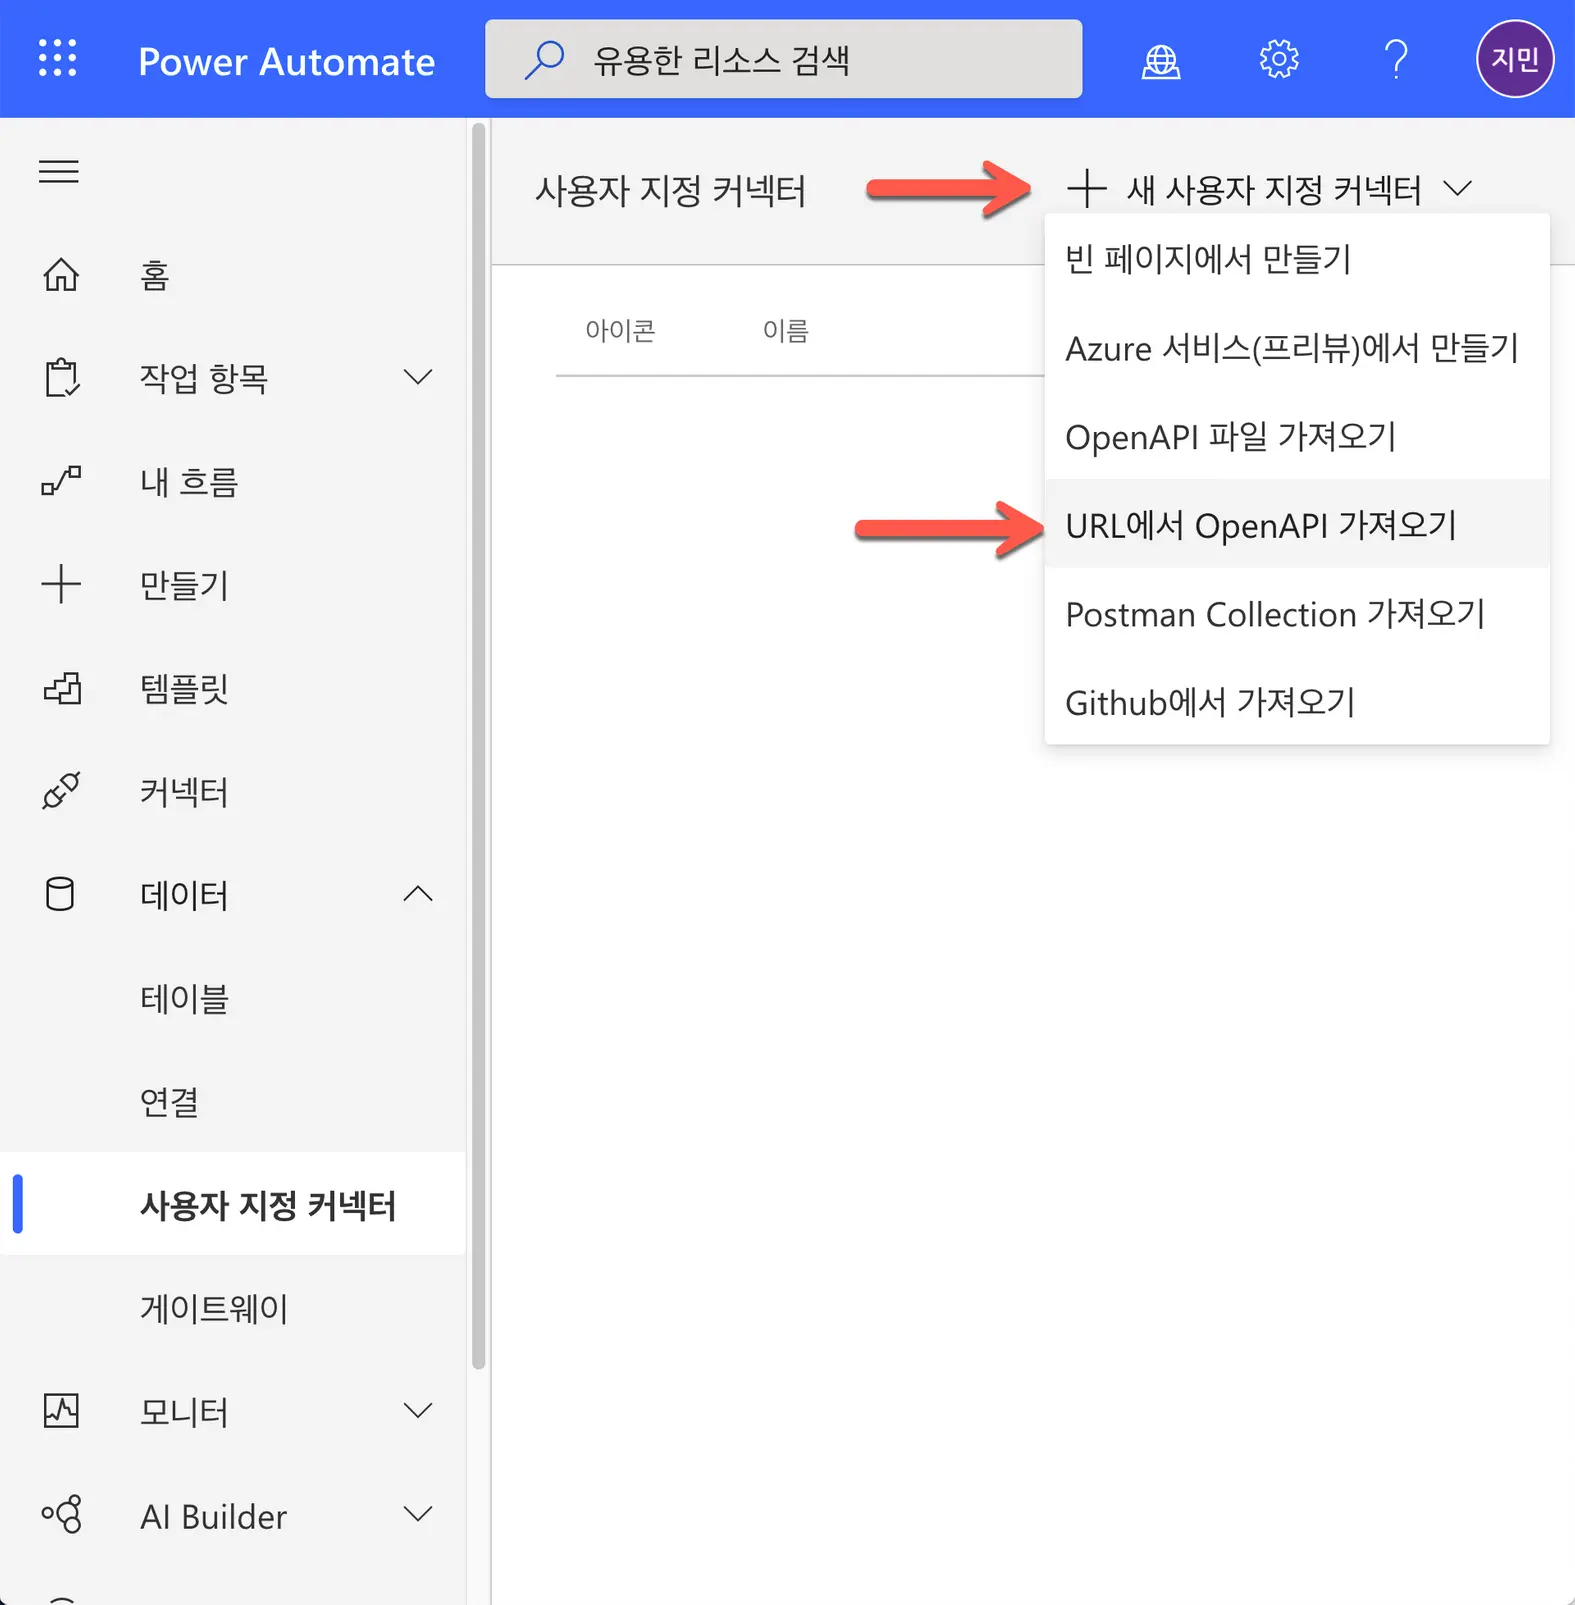 Power Automate
유용한 리소스 검색
지민
사용자 지정 커넥터
새 사용자 지정 커넥터
빈 페이지에서 만들기
Azure 서비스(프리뷰)에서 만들기
OpenAPI 파일 가져오기
URL에서 OpenAPI 가져오기
Postman Collection 가져오기
Github에서 가져오기
아이콘 이름
홈
작업 항목
내 흐름
만들기
템플릿
커넥터
데이터
테이블
연결
사용자 지정 커넥터
게이트웨이
모니터
AI Builder